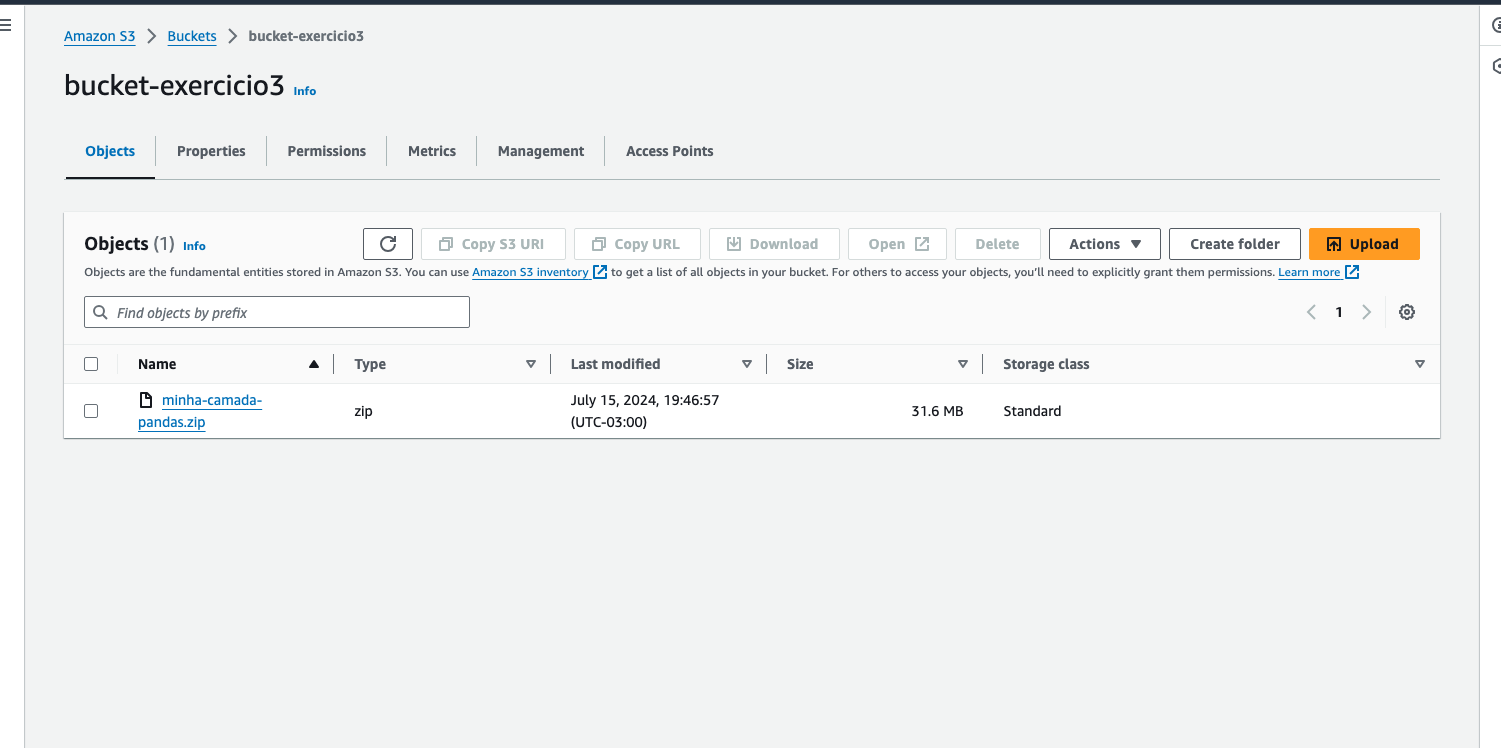 Amazon S3 > Buckets > bucket-exercicio3
bucket-exercicio3 Info
Objects Properties Permissions Metrics Management Access Points
Objects (1) Info Copy S3 URI Copy URL Download Open Delete Actions Create folder Upload
Objects are the fundamental entities stored in Amazon S3. You can use Amazon S3 inventory to get a list of all objects in your bucket. For others to access your objects, you'll need to explicitly grant them permissions. Learn more
Find objects by prefix 1
Name Type Last modified Size Storage class
minha-camada-
pandas.zip
zip
July 15, 2024, 19:46:57
(UTC-03:00)
31.6 MB
Standard